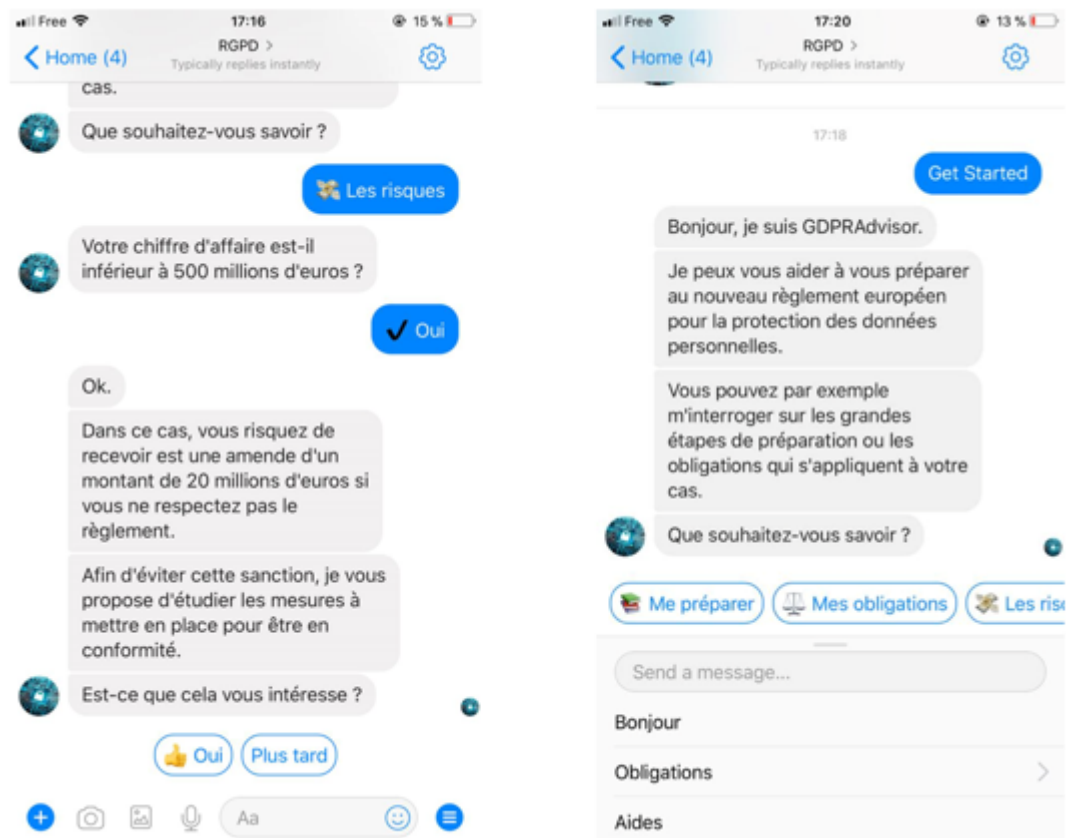 Free 17:16 15 %
Home (4) RGPD >
Typically replies instantly
cas.
Que souhaitez-vous savoir ?
💸 Les risques
Votre chiffre d'affaire est-il
inférieur à 500 millions d'euros ?
✔ Oui
Ok.
Dans ce cas, vous risquez de
recevoir est une amende d'un
montant de 20 millions d'euros si
vous ne respectez pas le
règlement.
Afin d'éviter cette sanction, je vous
propose d'étudier les mesures à
mettre en place pour être en
conformité.
Est-ce que cela vous intéresse ?
👍 Oui Plus tard
Aa
Free 17:20 13 %
Home (4) RGPD >
Typically replies instantly
17:18
Get Started
Bonjour, je suis GDPRAdvisor.
Je peux vous aider à vous préparer
au nouveau règlement européen
pour la protection des données
personnelles.
Vous pouvez par exemple
m'interroger sur les grandes
étapes de préparation ou les
obligations qui s'appliquent à votre
cas.
Que souhaitez-vous savoir ?
📚 Me préparer ⚖ Mes obligations 💸 Les ris
Send a message...
Bonjour
Obligations
Aides